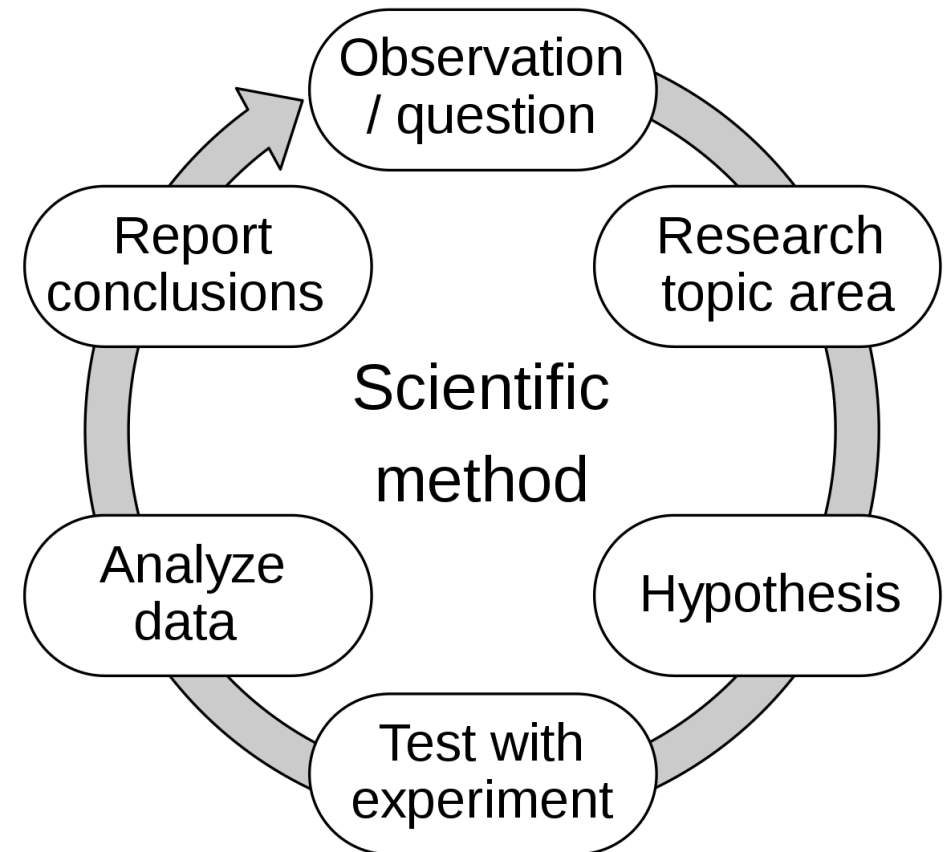 Observation
/ question
Research
topic area
Hypothesis
Test with
experiment
Analyze
data
Report
conclusions
Scientific
method